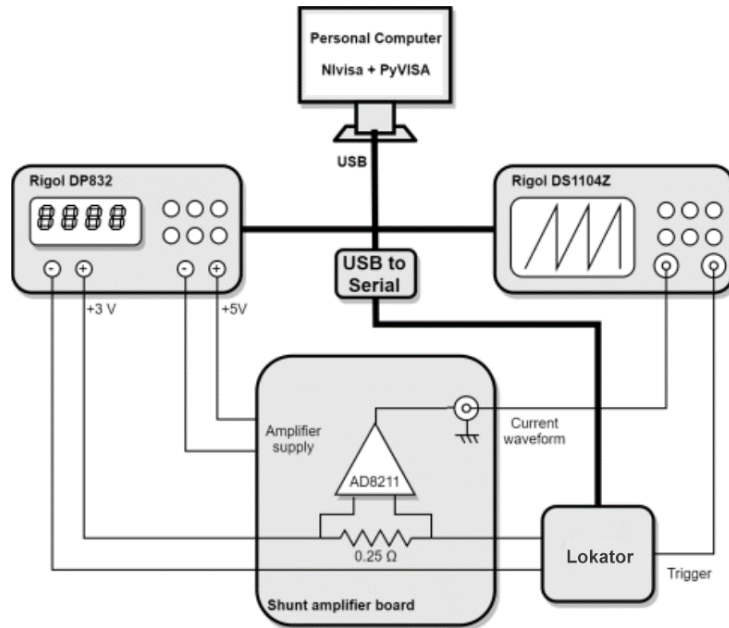 Personal Computer
NIvisa + PyVISA
USB
Rigol DP832
8888
- + - +
+3 V
+5V
Rigol DS1104Z
USB to
Serial
Amplifier
supply
AD8211
0.25 Ω
Shunt amplifier board
Current
waveform
Lokator
Trigger